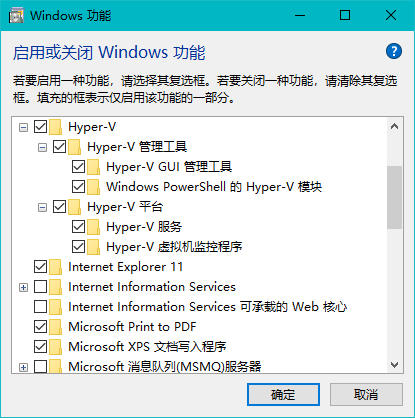 Windows 功能
启用或关闭 Windows 功能
?
若要启用一种功能，请选择其复选框。若要关闭一种功能，请清除其复选
框。填充的框表示仅启用该功能的一部分。
Hyper-V
Hyper-V 管理工具
Hyper-V GUI 管理工具
Windows PowerShell 的 Hyper-V 模块
Hyper-V 平台
Hyper-V 服务
Hyper-V 虚拟机监控程序
Internet Explorer 11
Internet Information Services
Internet Information Services 可承载的 Web 核心
Microsoft Print to PDF
Microsoft XPS 文档写入程序
Microsoft 消息队列(MSMQ)服务器
确定
取消